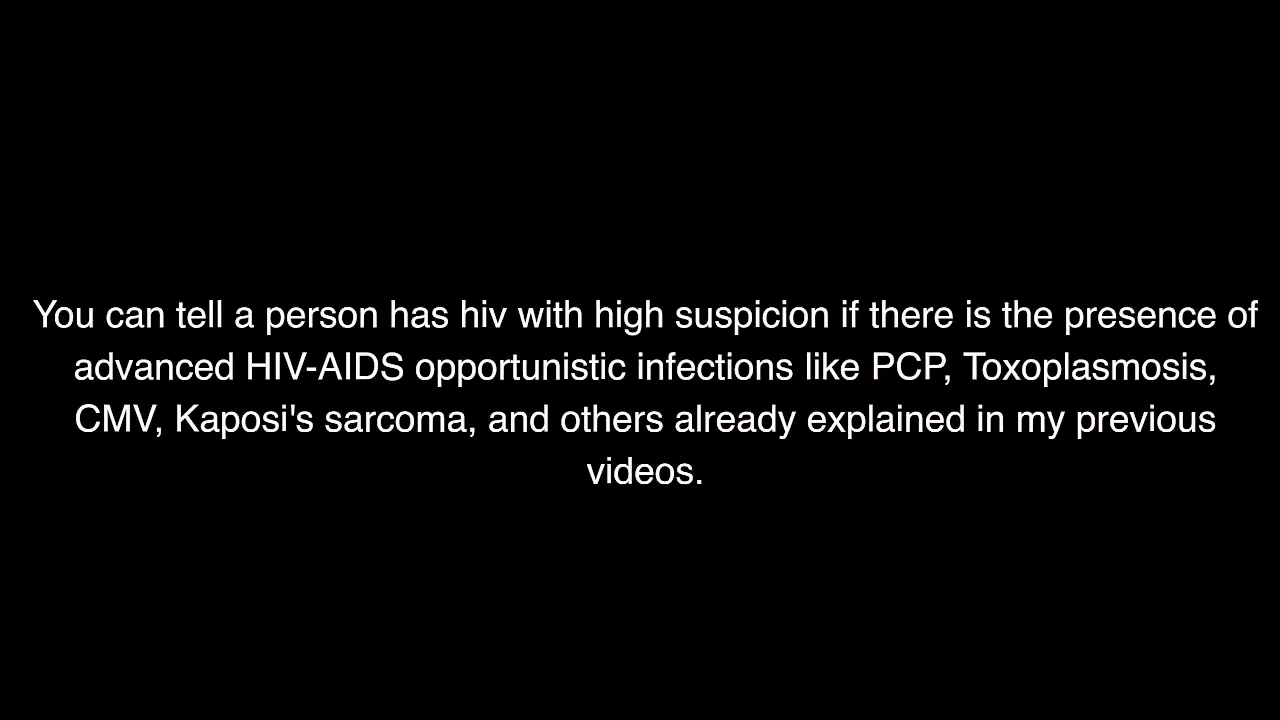 You can tell a person has hiv with high suspicion if there is the presence of
advanced HIV-AIDS opportunistic infections like PCP, Toxoplasmosis,
CMV, Kaposi's sarcoma, and others already explained in my previous
videos.